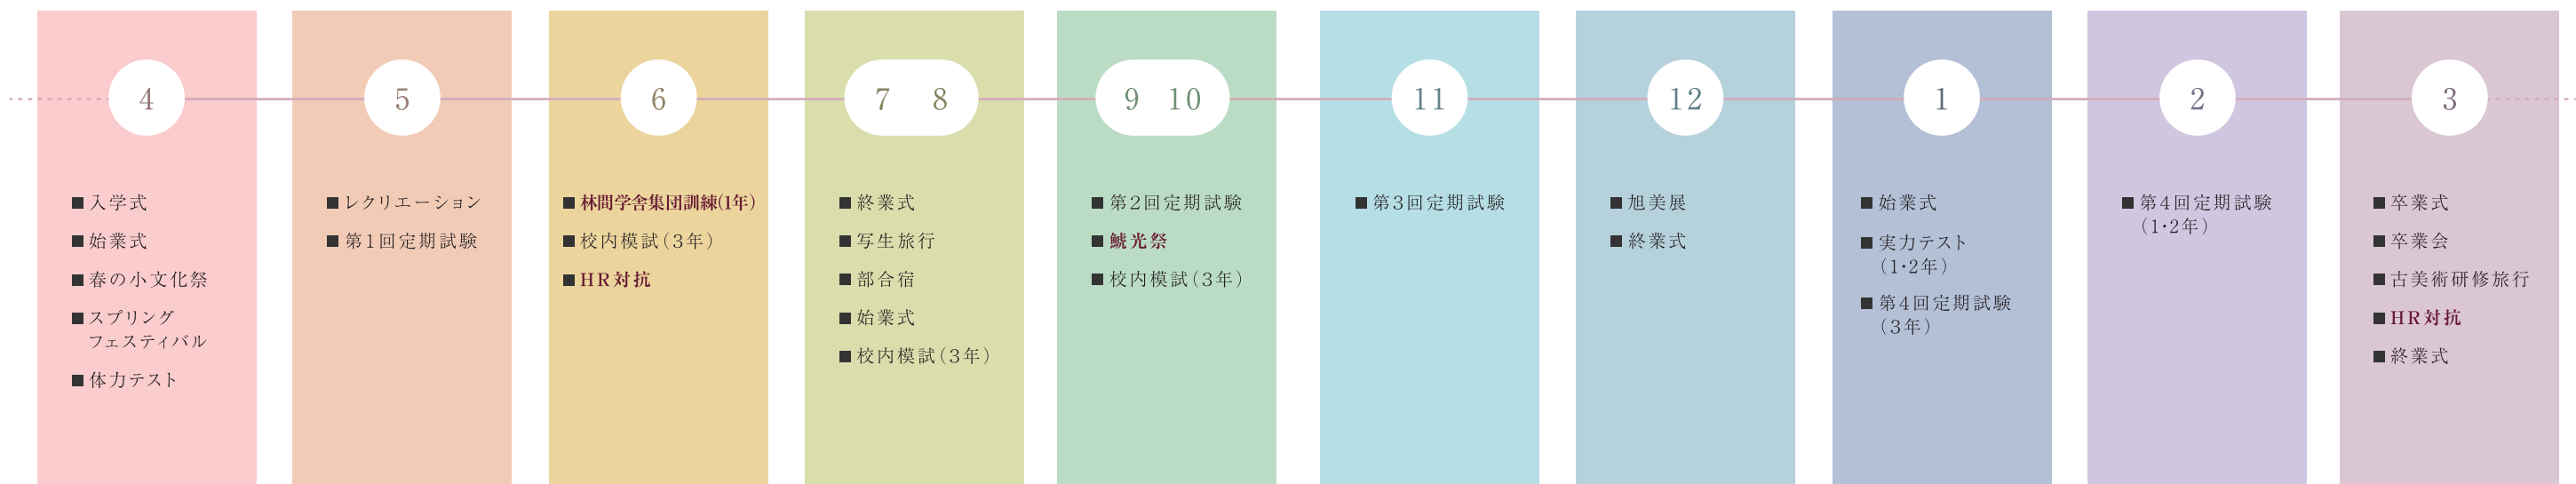 4
■入学式
■始業式
■春の小文化祭
■スプリング
フェスティバル
■体力テスト
5
■レクリエーション
■第1回定期試験
6
■林間学舎集団訓練(1年)
■校内模試(3年)
■HR対抗
7 8
■終業式
■写生旅行
■部合宿
■始業式
■校内模試(3年)
9 10
■第2回定期試験
■鯱光祭
■校内模試(3年)
11
■第3回定期試験
12
■旭美展
■終業式
1
■始業式
■実力テスト
(1・2年)
■第4回定期試験
(3年)
2
■第4回定期試験
(1・2年)
3
■卒業式
■卒業会
■古美術研修旅行
■HR対抗
■終業式